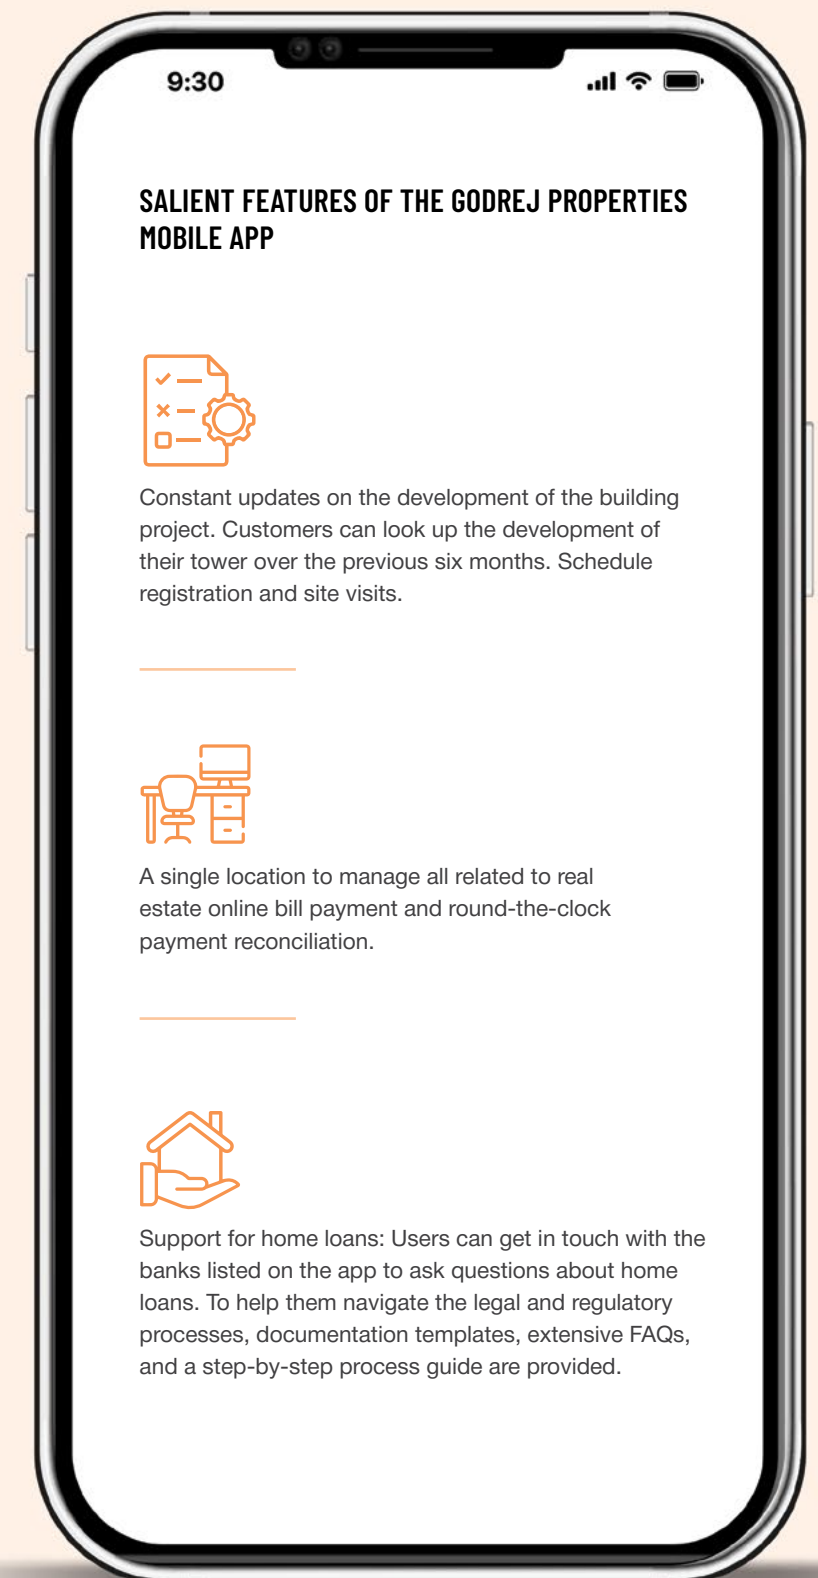 9:30
SALIENT FEATURES OF THE GODREJ PROPERTIES
MOBILE APP
Constant updates on the development of the building
project. Customers can look up the development of
their tower over the previous six months. Schedule
registration and site visits.
A single location to manage all related to real
estate online bill payment and round-the-clock
payment reconciliation.
Support for home loans: Users can get in touch with the
banks listed on the app to ask questions about home
loans. To help them navigate the legal and regulatory
processes, documentation templates, extensive FAQs,
and a step-by-step process guide are provided.